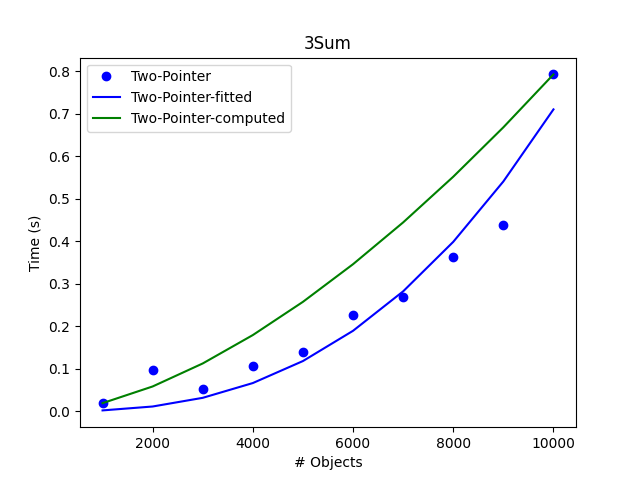 3Sum
Two-Pointer
Two-Pointer-fitted
Two-Pointer-computed
Time (s)
0.8
0.7
0.6
0.5
0.4
0.3
0.2
0.1
0.0
2000 4000 6000 8000 10000
# Objects